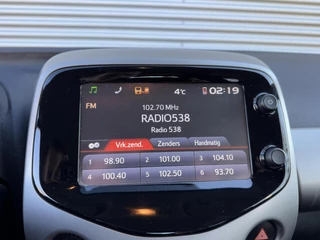 4°C 02:19
FM
102.70 MHz
RADIO538
Radio 538
Vrk.zend. Zenders Handmatig
1 98.90 2 101.00 3 104.10
4 100.40 5 102.50 6 93.70